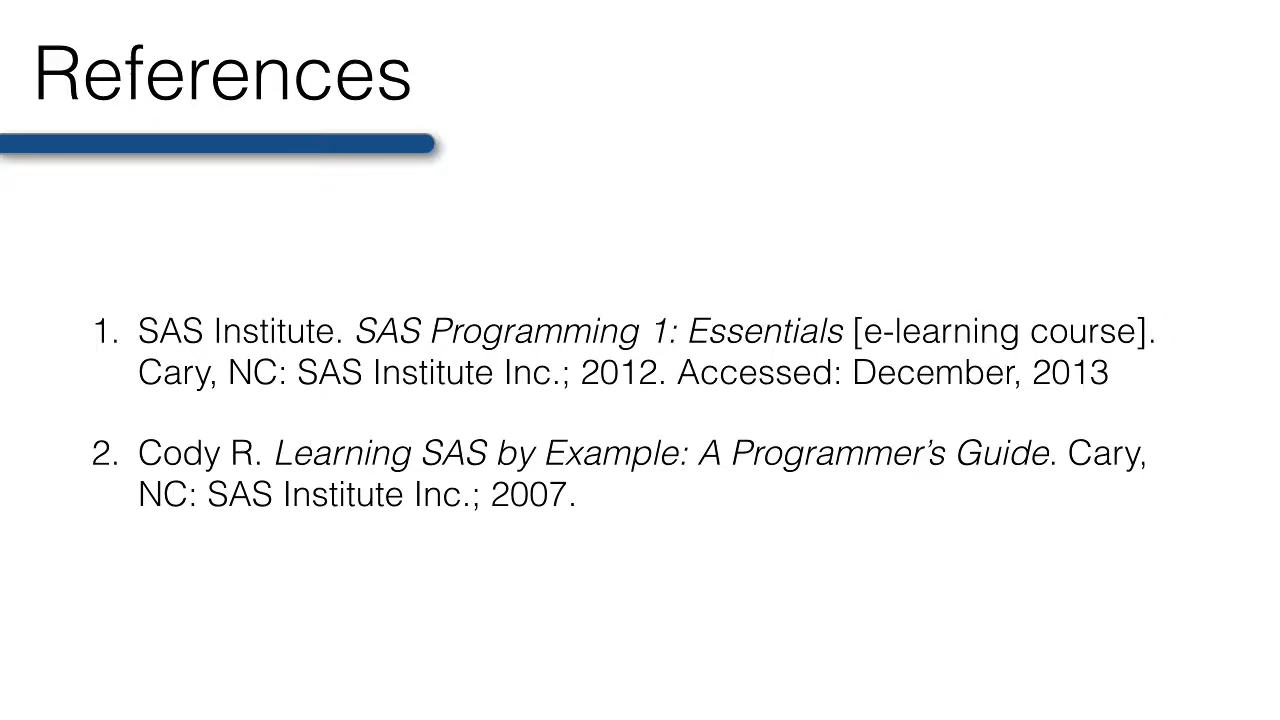 References
1. SAS Institute. SAS Programming 1: Essentials [e-learning course].
Cary, NC: SAS Institute Inc.; 2012. Accessed: December, 2013
2. Cody R. Learning SAS by Example: A Programmer’s Guide. Cary,
NC: SAS Institute Inc.; 2007.